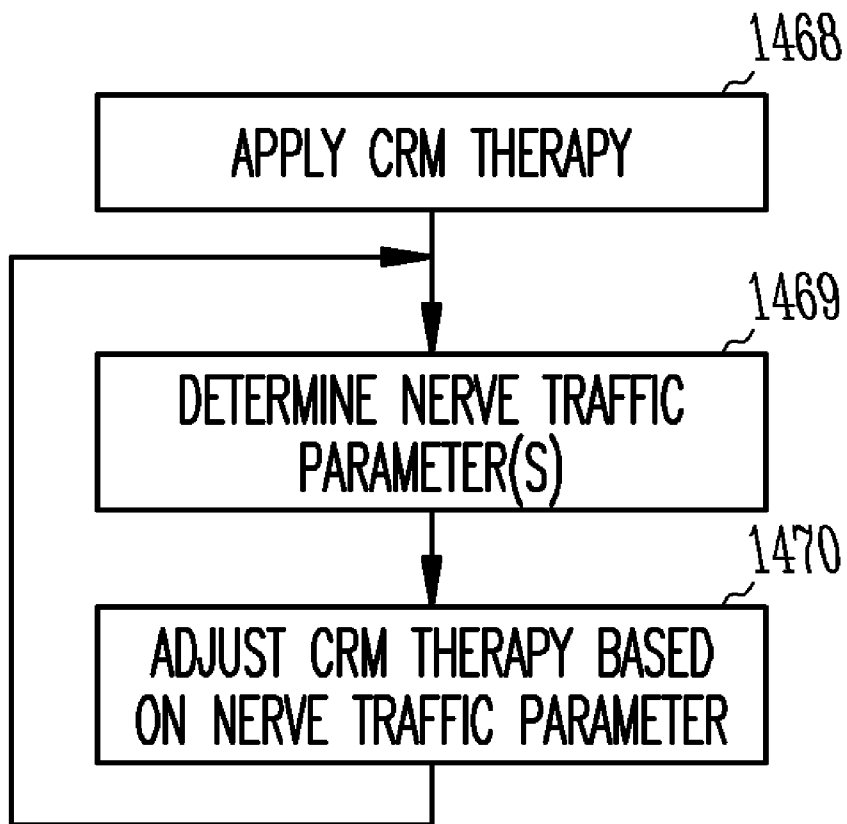 1468
APPLY CRM THERAPY
1469
DETERMINE NERVE TRAFFIC
PARAMETER(S)
1470
ADJUST CRM THERAPY BASED
ON NERVE TRAFFIC PARAMETER